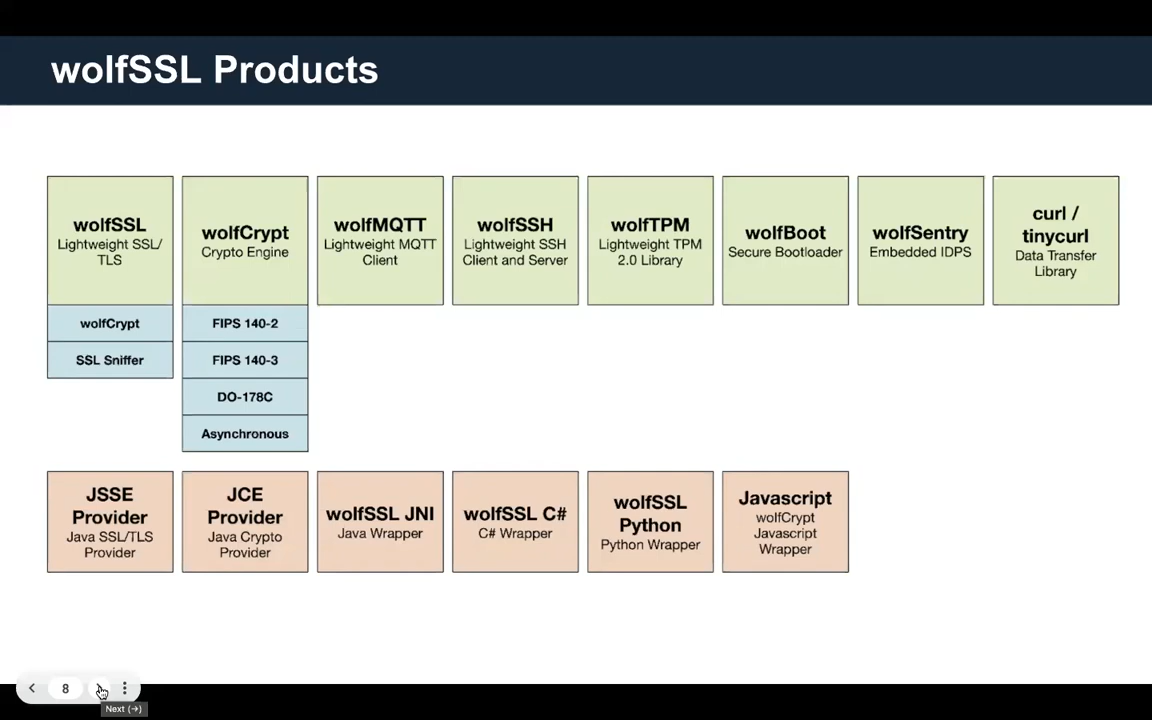 wolfSSL Products
wolfSSL
Lightweight SSL/
TLS
wolfCrypt
SSL Sniffer
wolfCrypt
Crypto Engine
FIPS 140-2
FIPS 140-3
DO-178C
Asynchronous
wolfMQTT
Lightweight MQTT
Client
wolfSSH
Lightweight SSH
Client and Server
wolfTPM
Lightweight TPM
2.0 Library
wolfBoot
Secure Bootloader
wolfSentry
Embedded IDPS
curl /
tinycurl
Data Transfer
Library
JSSE
Provider
Java SSL/TLS
Provider
JCE
Provider
Java Crypto
Provider
wolfSSL JNI
Java Wrapper
wolfSSL C#
C# Wrapper
wolfSSL
Python
Python Wrapper
Javascript
wolfCrypt
Javascript
Wrapper
8
Next (→)